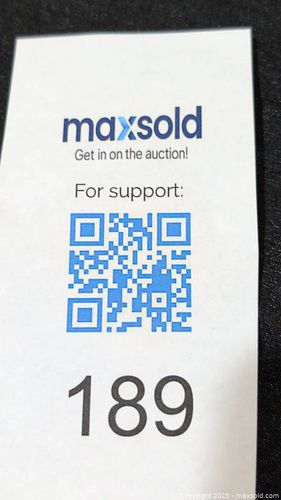 maxsold
Get in on the auction!
For support:
189
Copyright 2025 - maxsold.com